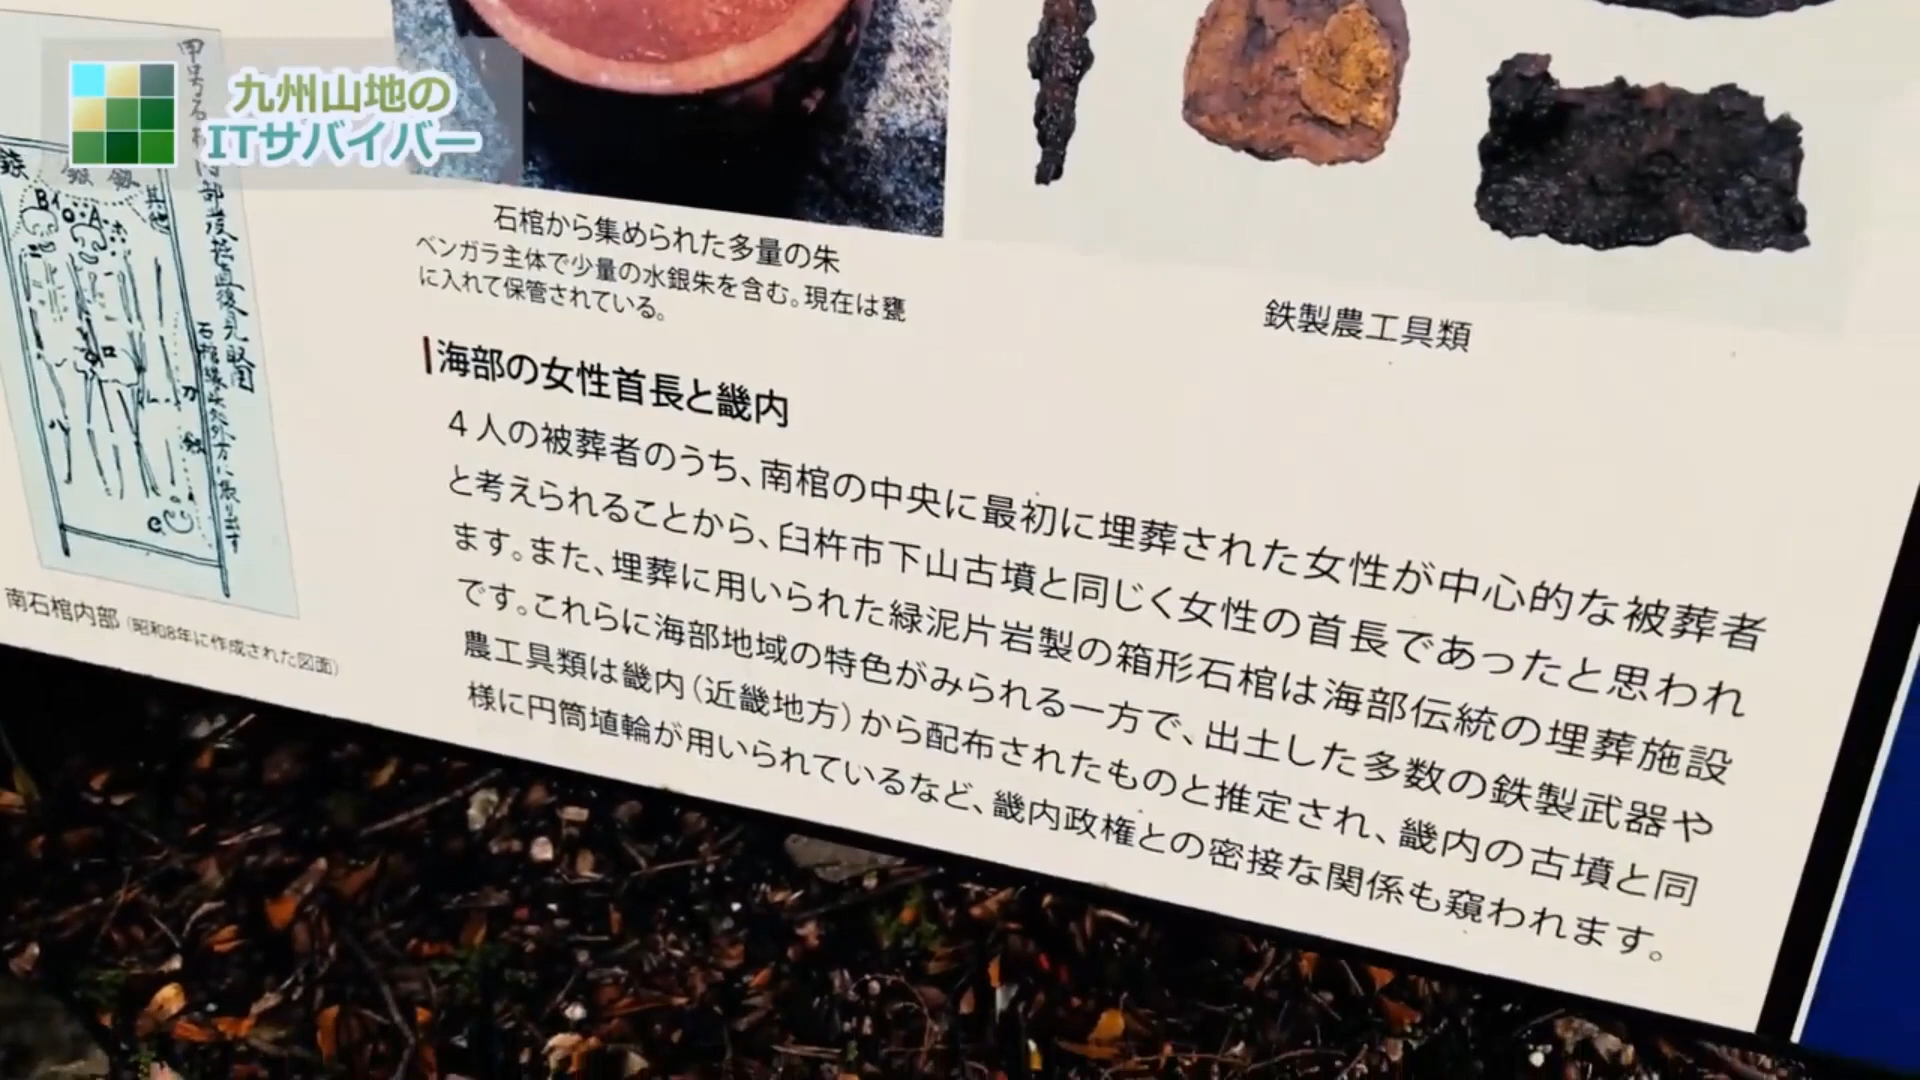 九州山地の
ITサバイバー
石棺から集められた多量の朱
ベンガラ主体で少量の水銀朱を含む。現在は甕
に入れて保管されている。
鉄製農工具類
海部の女性首長と畿内
4人の被葬者のうち、南棺の中央に最初に埋葬された女性が中心的な被葬者
と考えられることから、臼杵市下山古墳と同じく女性の首長であったと思われ
ます。また、埋葬に用いられた緑泥片岩製の箱形石棺は海部伝統の埋葬施設
です。これらに海部地域の特色がみられる一方で、出土した多数の鉄製武器や
農工具類は畿内(近畿地方)から配布されたものと推定され、畿内の古墳と同
様に円筒埴輪が用いられているなど、畿内政権との密接な関係も窺われます。
南石棺内部(昭和8年に作成された図面)